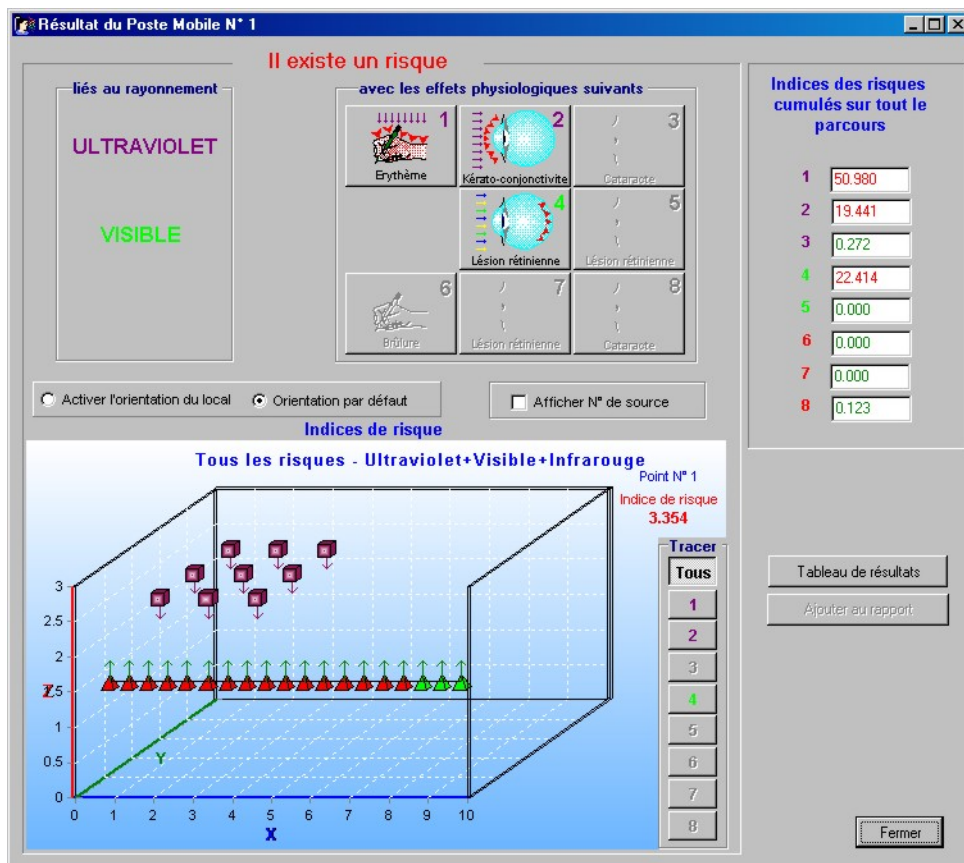 Résultat du Poste Mobile N° 1
Il existe un risque
liés au rayonnement
ULTRAVIOLET
VISIBLE
avec les effets physiologiques suivants
1
Erythème
2
Kérato-conjonctivite
3
Cataracte
4
Lésion rétinienne
5
Lésion rétinienne
6
Brûlure
7
Lésion rétinienne
8
Cataracte
Indices des risques
cumulés sur tout le
parcours
1 50.980
2 19.441
3 0.272
4 22.414
5 0.000
6 0.000
7 0.000
8 0.123
Activer l'orientation du local
Orientation par défaut
Afficher N° de source
Indices de risque
Tous les risques - Ultraviolet+Visible+Infrarouge
Point N° 1
Indice de risque
3.354
Tracer
Tous
1
2
3
4
5
6
7
8
3
2.5
2
1.5
1
0.5
0
Z
Y
0 1 2 3 4 5 6 7 8 9 10
X
Tableau de résultats
Ajouter au rapport
Fermer